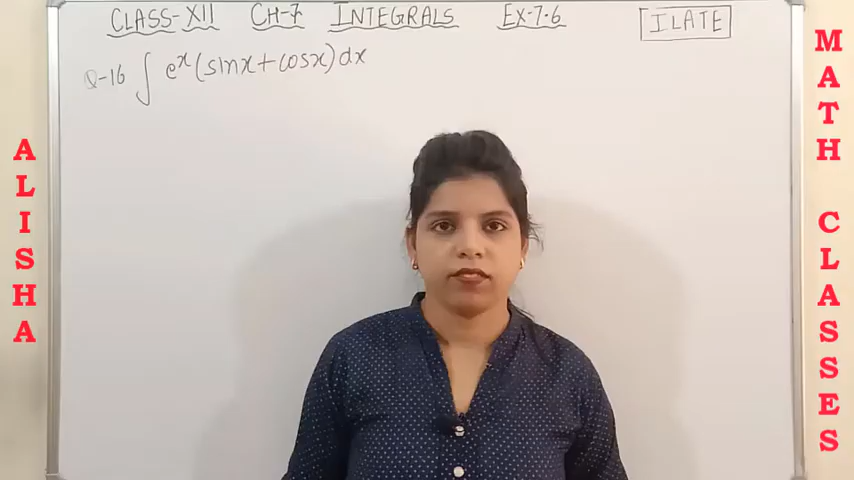 CLASS-XII CH-7 INTEGRALS EX-7.6 ILATE
Q-16 ∫ eˣ (sinx+cosx) dx
ALISHA
MATH CLASSES